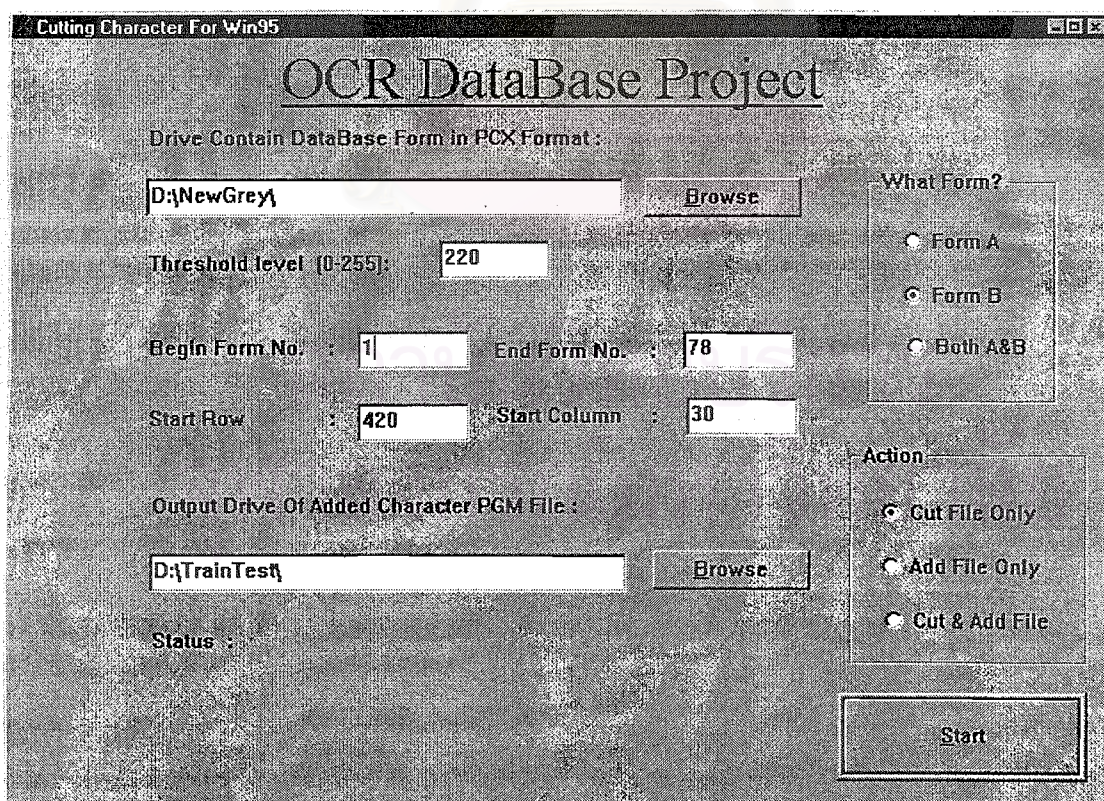 Cutting Character For Win95
OCR DataBase Project
Drive Contain DataBase Form in PCX Format :
D:\NewGrey\ Browse
What Form?
Form A
Threshold level (0-255): 220
Form B
Begin Form No. : 1 End Form No. : 78
Both A&B
Start Row : 420 Start Column : 30
Action
Output Drive Of Added Character PGM File :
Cut File Only
D:\TrainTest\ Browse
Add File Only
Cut & Add File
Status :
Start